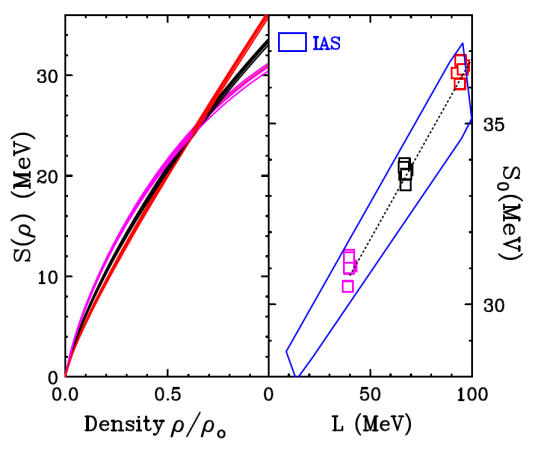 IAS
S(ρ) (MeV)
30
20
10
0
0.0
0.5
0
50
100
35
30
S₀(MeV)
Density ρ/ρₒ
L (MeV)